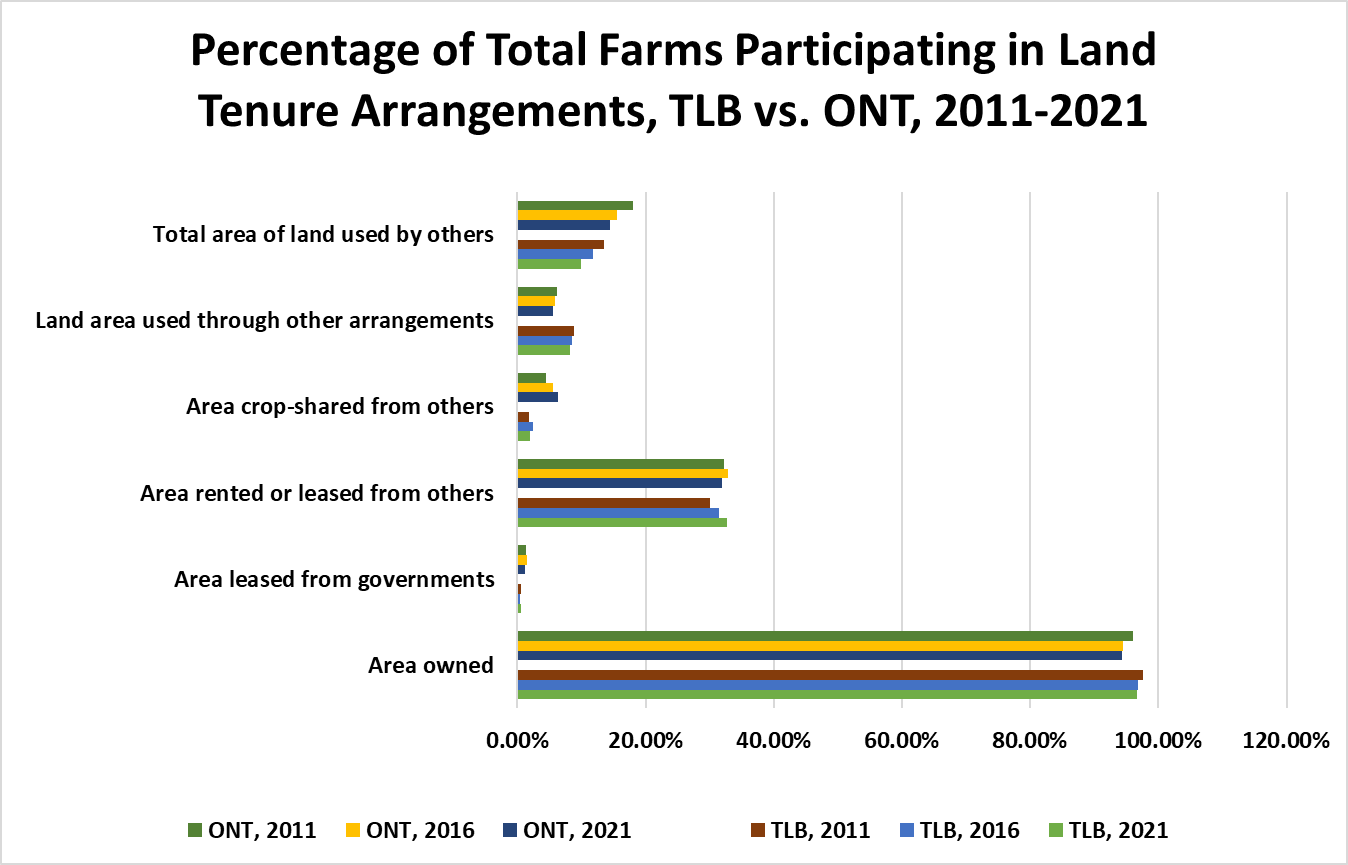 Percentage of Total Farms Participating in Land
Tenure Arrangements, TLB vs. ONT, 2011-2021
Total area of land used by others
Land area used through other arrangements
Area crop-shared from others
Area rented or leased from others
Area leased from governments
Area owned
0.00% 20.00% 40.00% 60.00% 80.00% 100.00% 120.00%
ONT, 2011 ONT, 2016 ONT, 2021 TLB, 2011 TLB, 2016 TLB, 2021